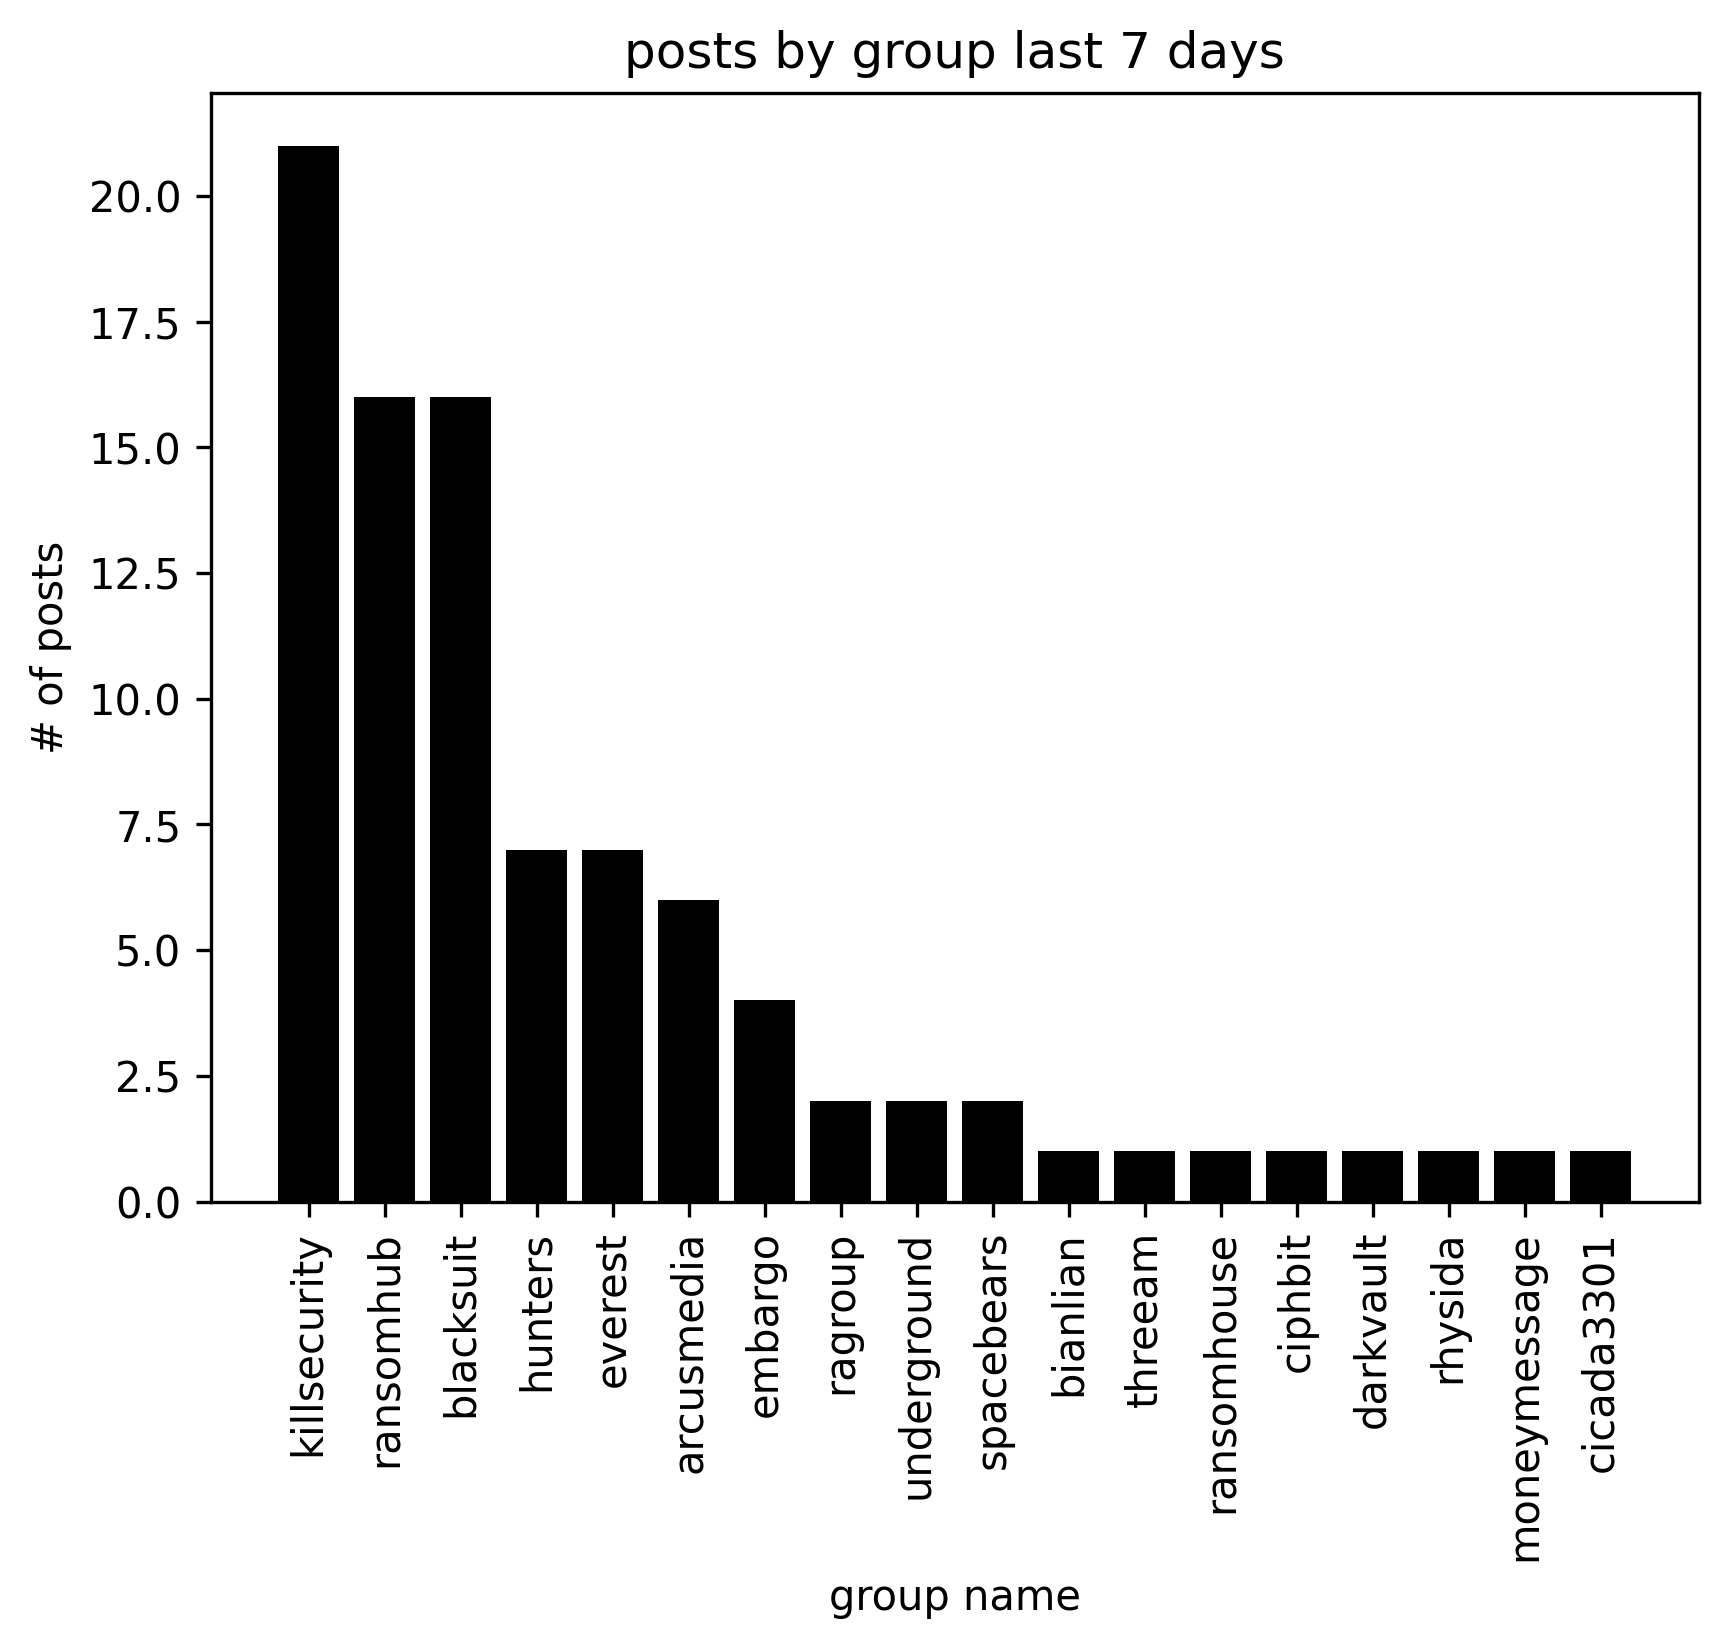 posts by group last 7 days
# of posts
20.0
17.5
15.0
12.5
10.0
7.5
5.0
2.5
0.0
killsecurity
ransomhub
blacksuit
hunters
everest
arcusmedia
embargo
ragroup
underground
spacebears
bianlian
threeam
ransomhouse
ciphbit
darkvault
rhysida
moneymessage
cicada3301
group name